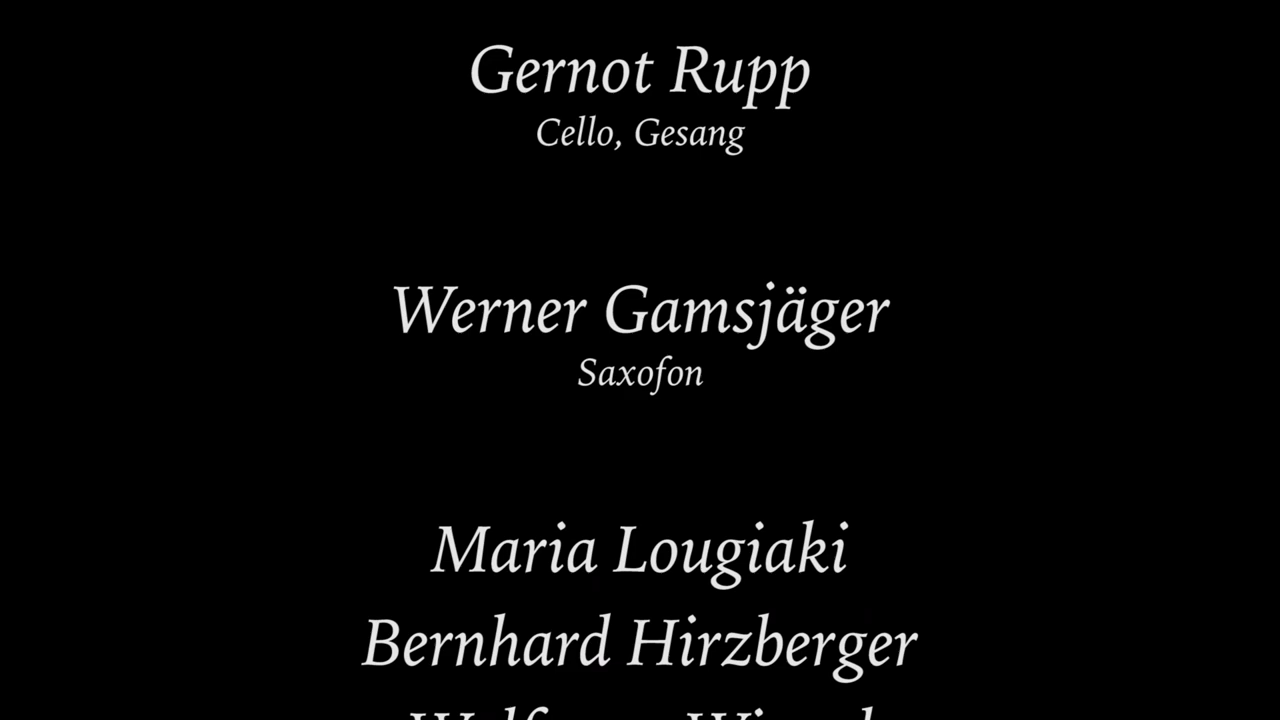 Gernot Rupp
Cello, Gesang
Werner Gamsjäger
Saxofon
Maria Lougiaki
Bernhard Hirzberger